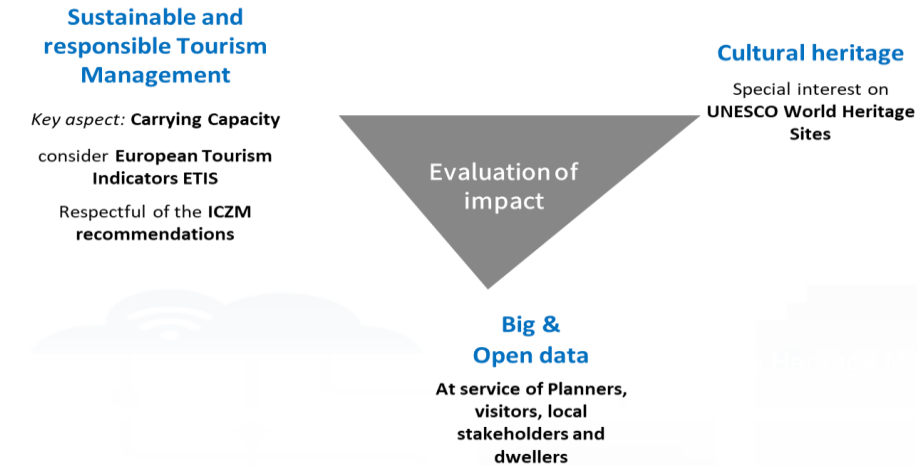 Sustainable and
responsible Tourism
Management
Key aspect: Carrying Capacity
consider European Tourism
Indicators ETIS
Respectful of the ICZM
recommendations
Cultural heritage
Special interest on
UNESCO World Heritage
Sites
Evaluation of
impact
Big &
Open data
At service of Planners,
visitors, local
stakeholders and
dwellers